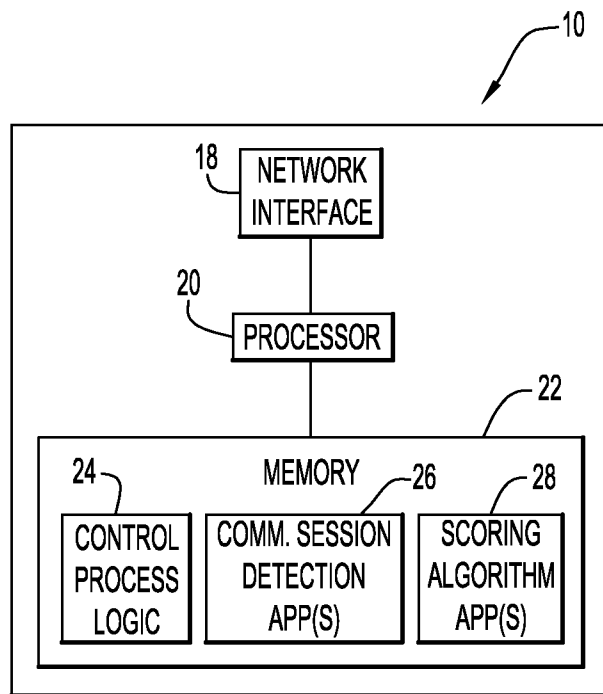 10
18
NETWORK
INTERFACE
20
PROCESSOR
22
MEMORY
24
CONTROL
PROCESS
LOGIC
26
COMM. SESSION
DETECTION
APP(S)
28
SCORING
ALGORITHM
APP(S)